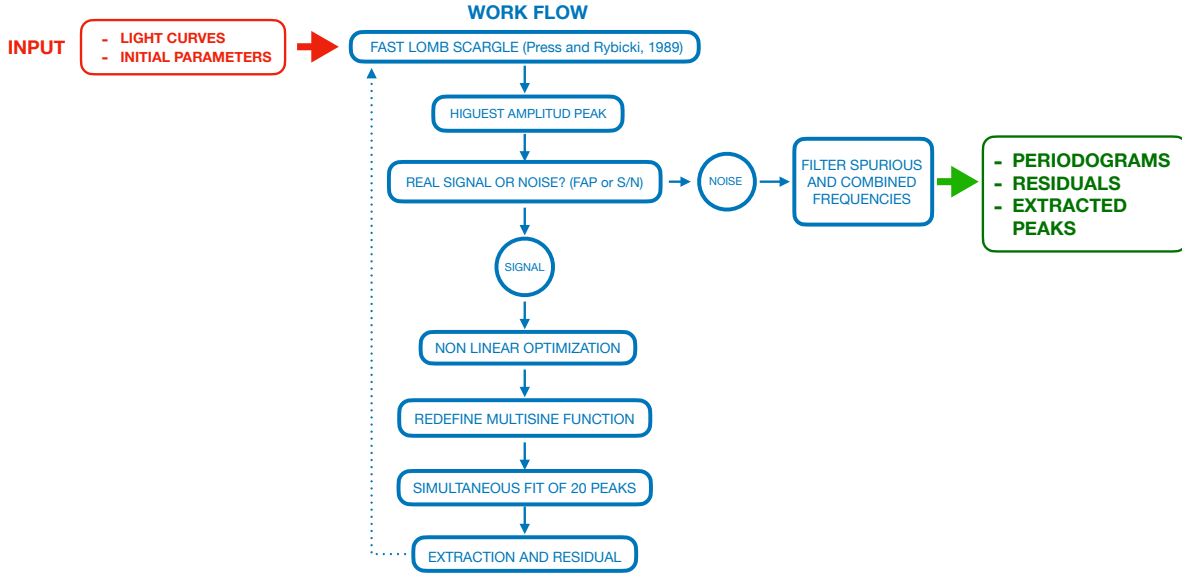 WORK FLOW
INPUT
- LIGHT CURVES
- INITIAL PARAMETERS
FAST LOMB SCARGLE (Press and Rybicki, 1989)
HIGUEST AMPLITUD PEAK
REAL SIGNAL OR NOISE? (FAP or S/N)
NOISE
FILTER SPURIOUS
AND COMBINED
FREQUENCIES
- PERIODOGRAMS
- RESIDUALS
- EXTRACTED
PEAKS
SIGNAL
NON LINEAR OPTIMIZATION
REDEFINE MULTISINE FUNCTION
SIMULTANEOUS FIT OF 20 PEAKS
EXTRACTION AND RESIDUAL